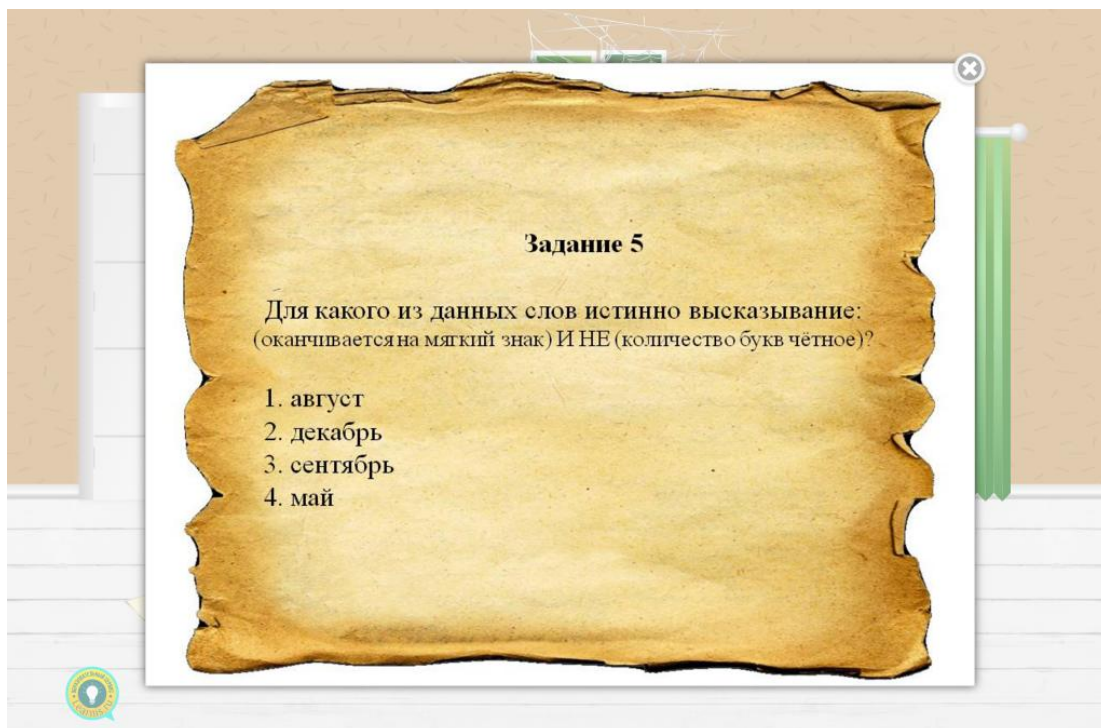 Задание 5
Для какого из данных слов истинно высказывание:
(оканчивается на мягкий знак) И НЕ (количество букв чётное)?
1. август
2. декабрь
3. сентябрь
4. май